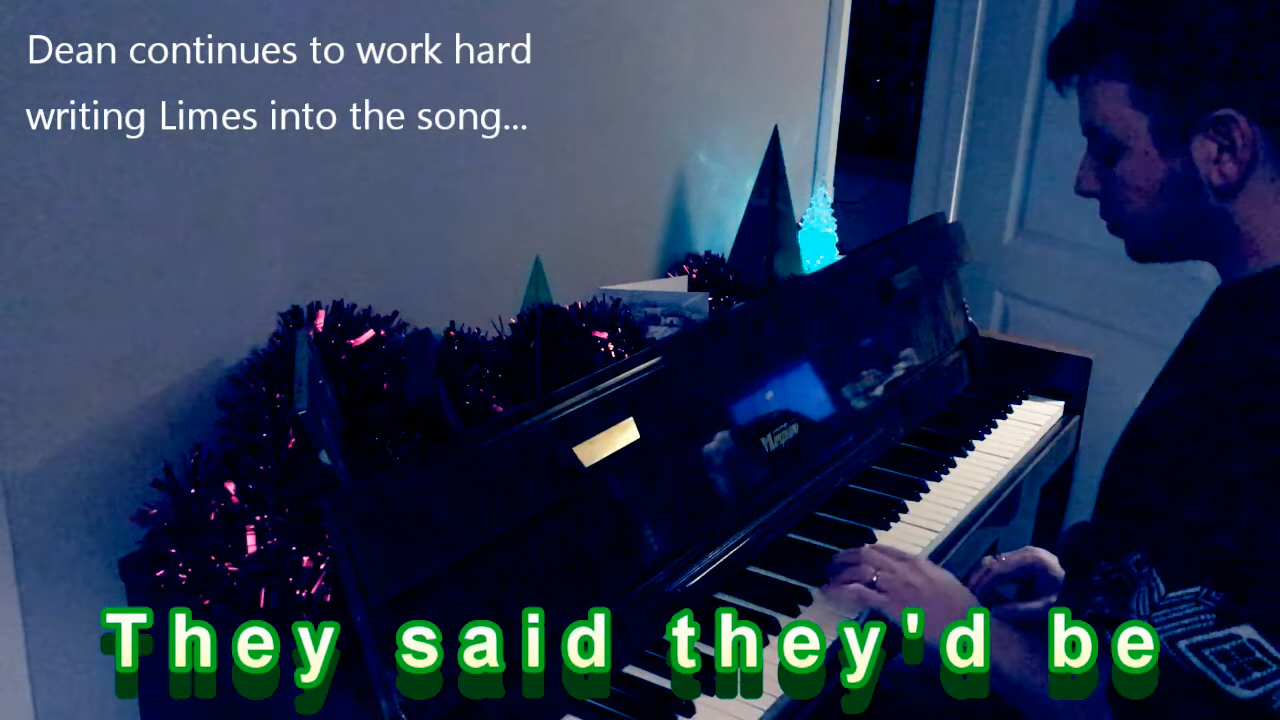 Dean continues to work hard
writing Limes into the song...
They said they'd be